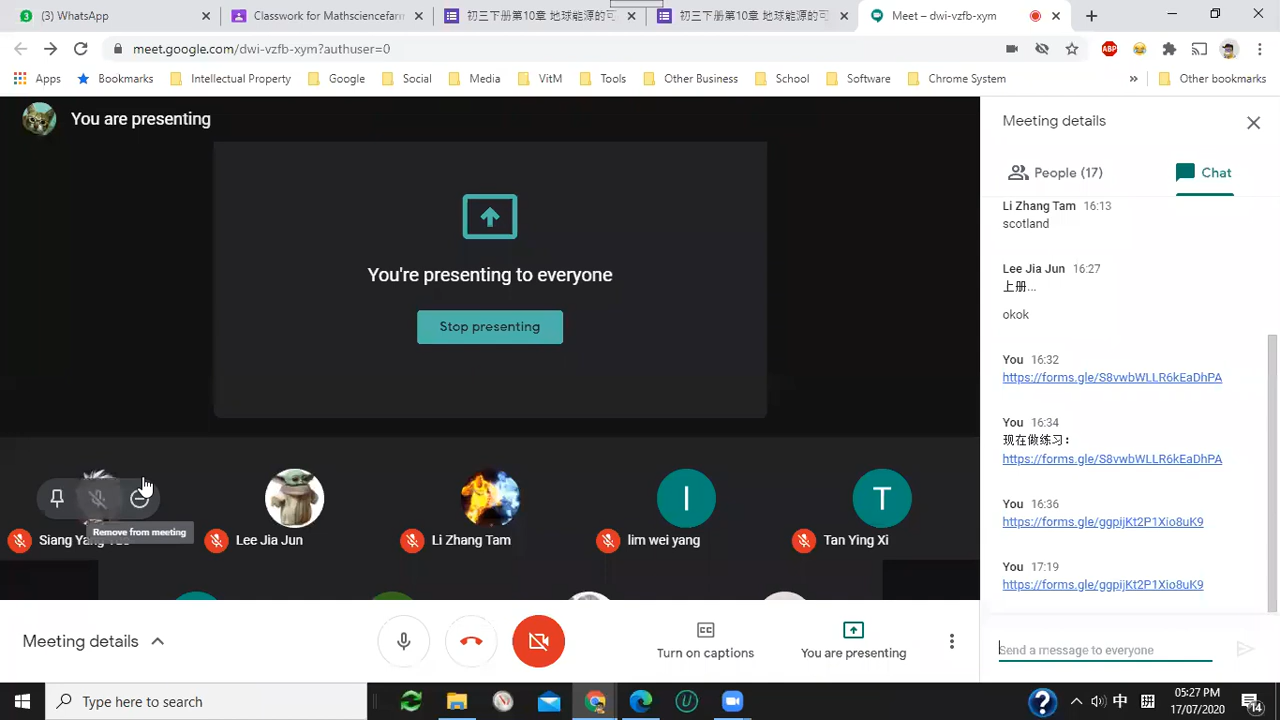 (3) WhatsApp
Classwork for Mathsciencefan
初三下册第10章 地球能源的可
初三下册第10章 地球能源的可
Meet – dwi-vzfb-xym
meet.google.com/dwi-vzfb-xym?authuser=0
ABP
Apps
Bookmarks
Intellectual Property
Google
Social
Media
VitM
Tools
Other Business
School
Software
Chrome System
»
Other bookmarks
You are presenting
You're presenting to everyone
Stop presenting
Remove from meeting
Siang Yang
Lee Jia Jun
Li Zhang Tam
l
lim wei yang
T
Tan Ying Xi
Meeting details
Turn on captions
You are presenting
Meeting details
People (17)
Chat
Li Zhang Tam 16:13
scotland
Lee Jia Jun 16:27
上册...
okok
You 16:32
https://forms.gle/S8vwbWLLR6kEaDhPA
You 16:34
现在做练习：
https://forms.gle/S8vwbWLLR6kEaDhPA
You 16:36
https://forms.gle/ggpijKt2P1Xio8uK9
You 17:19
https://forms.gle/ggpijKt2P1Xio8uK9
Send a message to everyone
Type here to search
中
拼
05:27 PM
17/07/2020
14